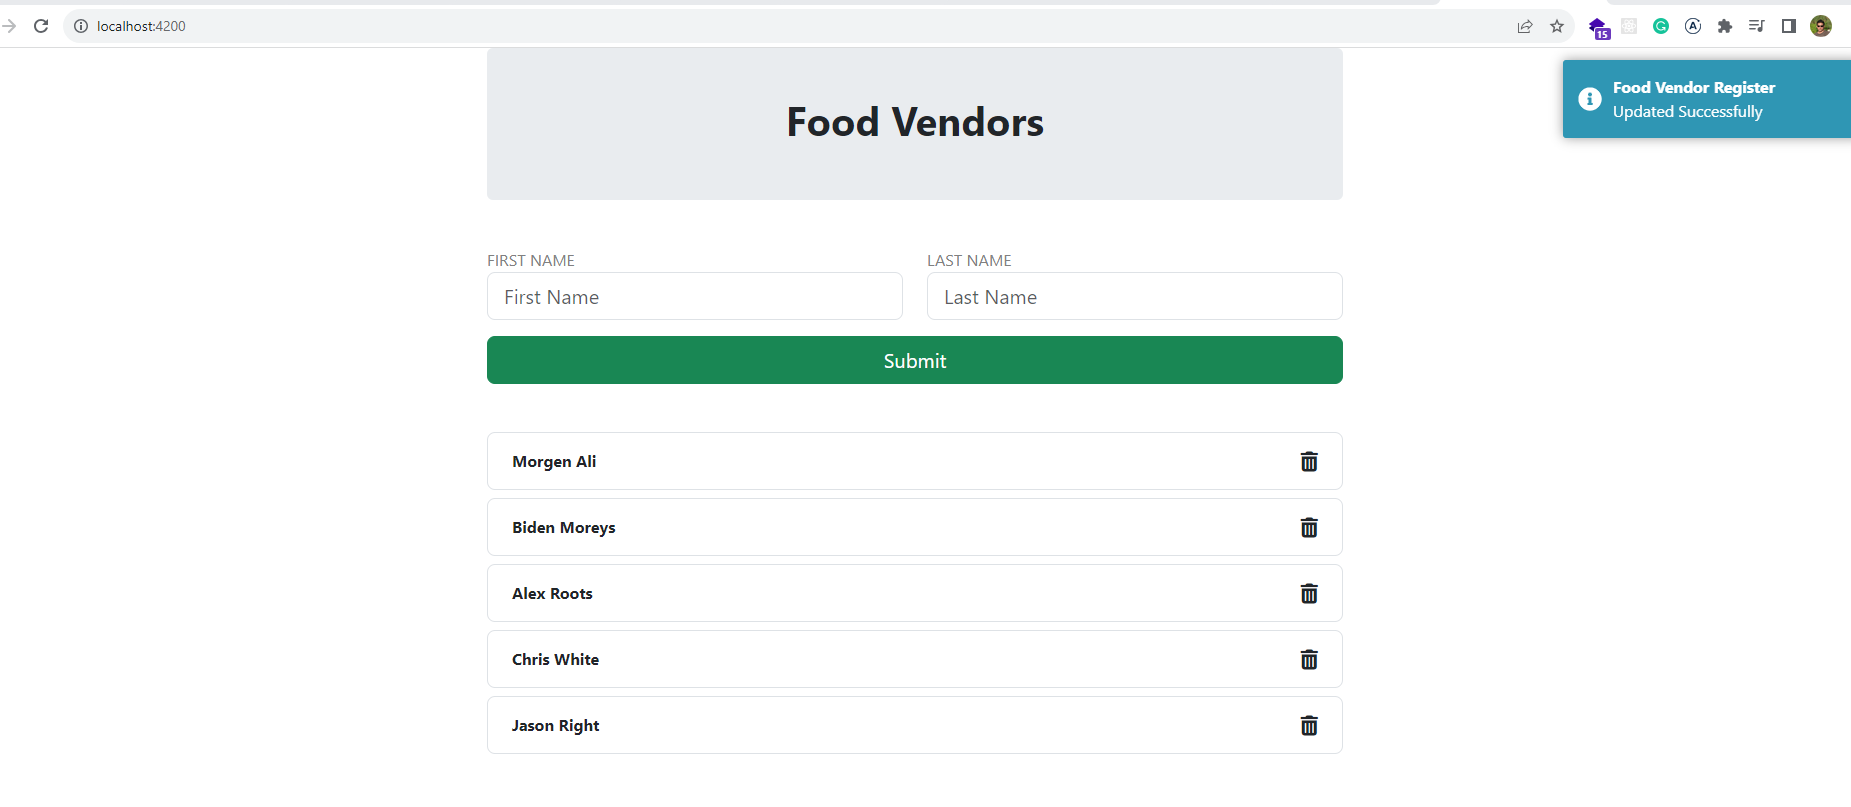 localhost:4200
15
Food Vendor Register
Updated Successfully
Food Vendors
FIRST NAME
LAST NAME
First Name
Last Name
Submit
Morgen Ali
Biden Moreys
Alex Roots
Chris White
Jason Right